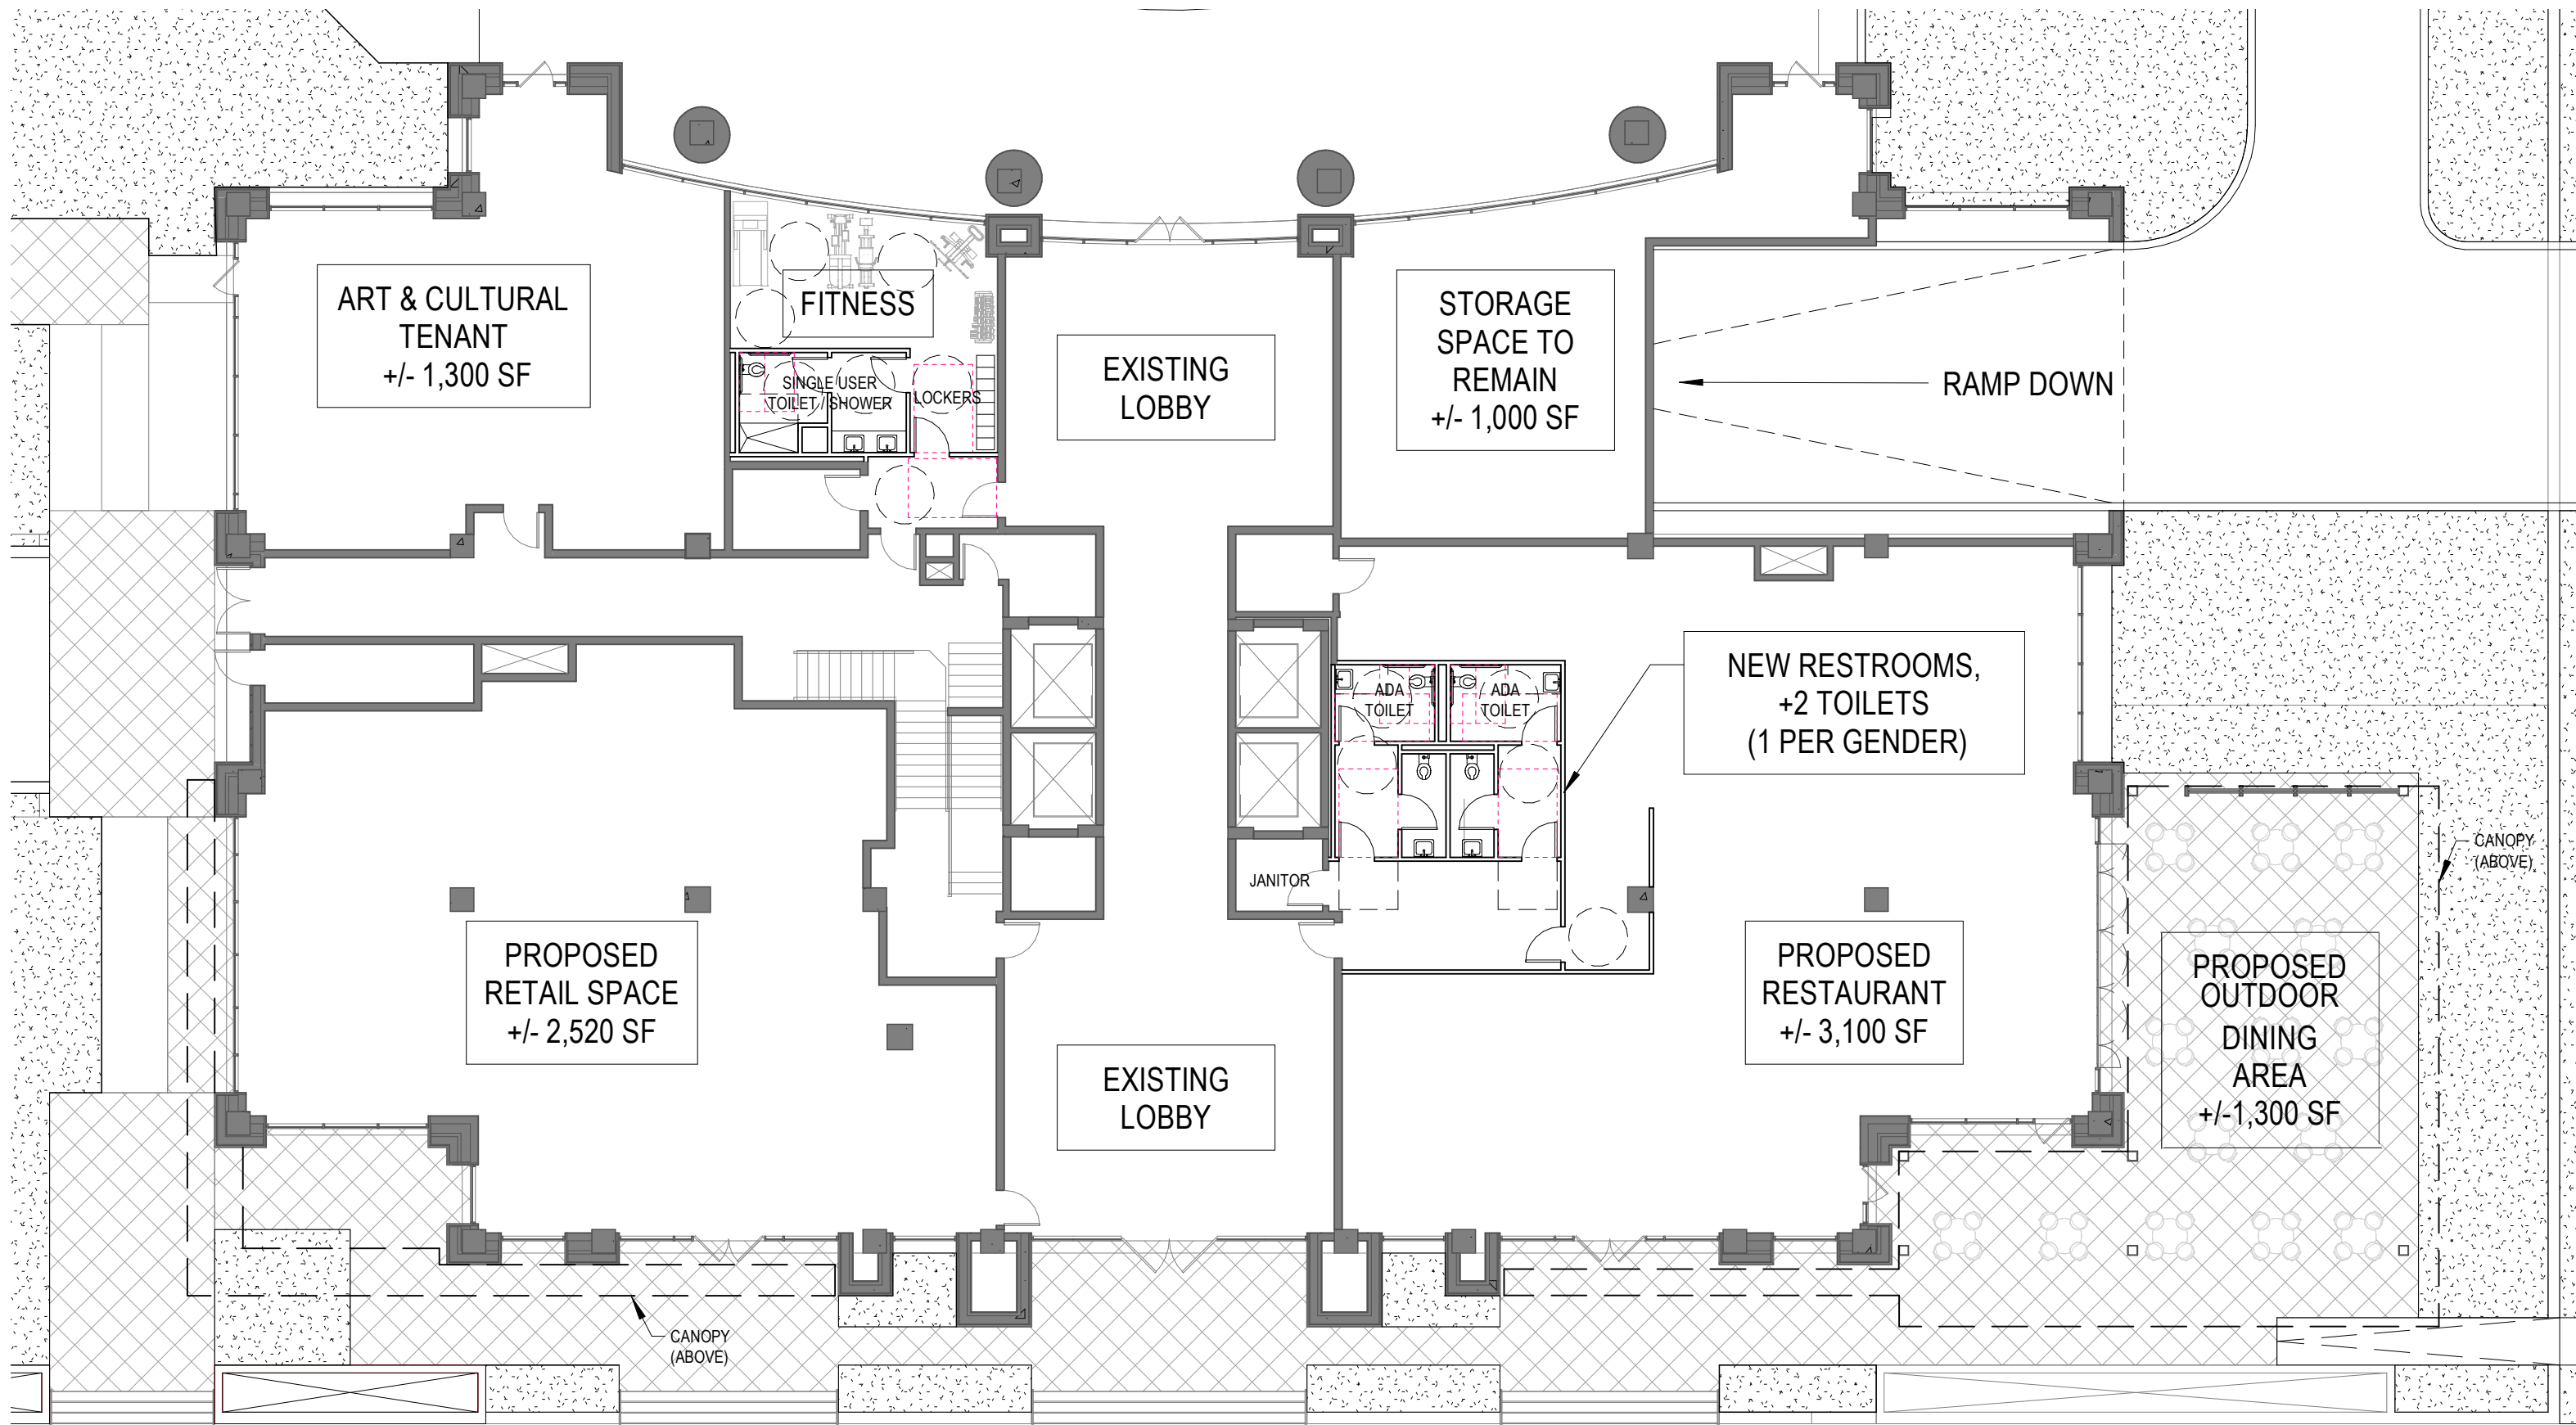 ART & CULTURAL
TENANT
+/- 1,300 SF
FITNESS
SINGLE USER
TOILET / SHOWER
LOCKERS
EXISTING
LOBBY
STORAGE
SPACE TO
REMAIN
+/- 1,000 SF
RAMP DOWN
NEW RESTROOMS,
+2 TOILETS
(1 PER GENDER)
ADA
TOILET
ADA
TOILET
JANITOR
CANOPY
(ABOVE)
PROPOSED
RETAIL SPACE
+/- 2,520 SF
PROPOSED
RESTAURANT
+/- 3,100 SF
PROPOSED
OUTDOOR
DINING
AREA
+/-1,300 SF
EXISTING
LOBBY
CANOPY
(ABOVE)